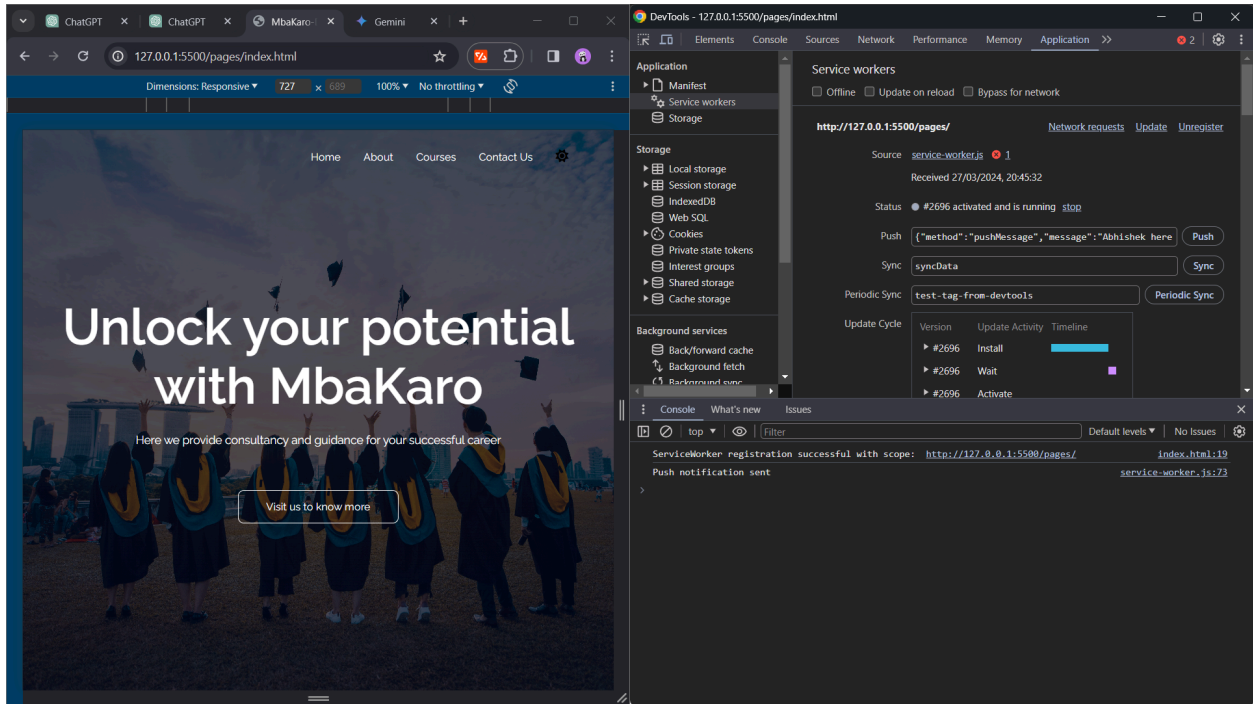 ChatGPT
ChatGPT
MbaKaro-
Gemini
127.0.0.1:5500/pages/index.html
Dimensions: Responsive 727 × 689 100% No throttling
Home About Courses Contact Us
Unlock your potential
with MbaKaro
Here we provide consultancy and guidance for your successful career
Visit us to know more
DevTools - 127.0.0.1:5500/pages/index.html
Elements Console Sources Network Performance Memory Application 2
Application
Manifest
Service workers
Storage
Storage
Local storage
Session storage
IndexedDB
Web SQL
Cookies
Private state tokens
Interest groups
Shared storage
Cache storage
Background services
Back/forward cache
Background fetch
Background sync
Service workers
Offline Update on reload Bypass for network
http://127.0.0.1:5500/pages/ Network requests Update Unregister
Source service-worker.js 1
Received 27/03/2024, 20:45:32
Status #2696 activated and is running stop
Push {"method":"pushMessage","message":"Abhishek here Push
Sync syncData Sync
Periodic Sync test-tag-from-devtools Periodic Sync
Update Cycle Version Update Activity Timeline
#2696 Install
#2696 Wait
#2696 Activate
Console What's new Issues
top Filter Default levels No Issues
ServiceWorker registration successful with scope: http://127.0.0.1:5500/pages/ index.html:19
Push notification sent service-worker.js:73